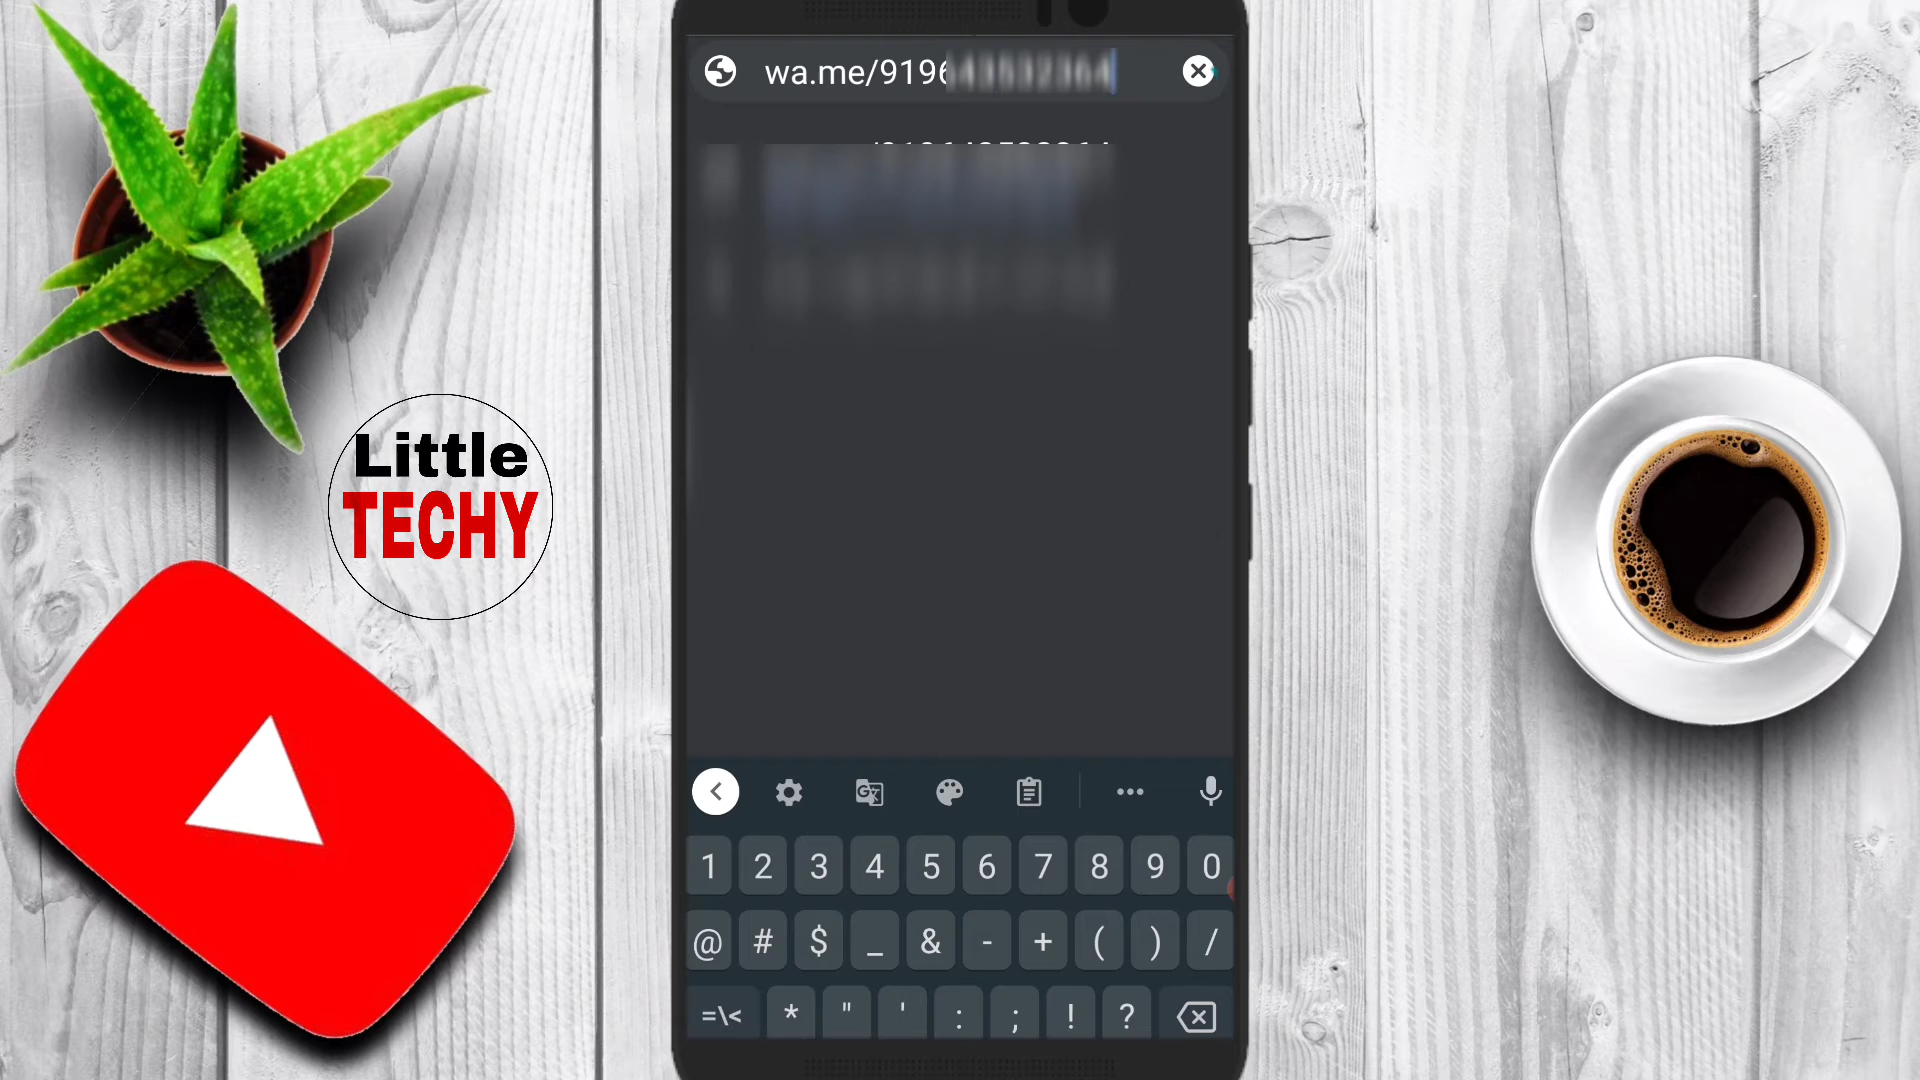 wa.me/9196
Little
TECHY
1 2 3 4 5 6 7 8 9 0
@ # $ _ & - + ( ) /
=\< * " ' : ; ! ?